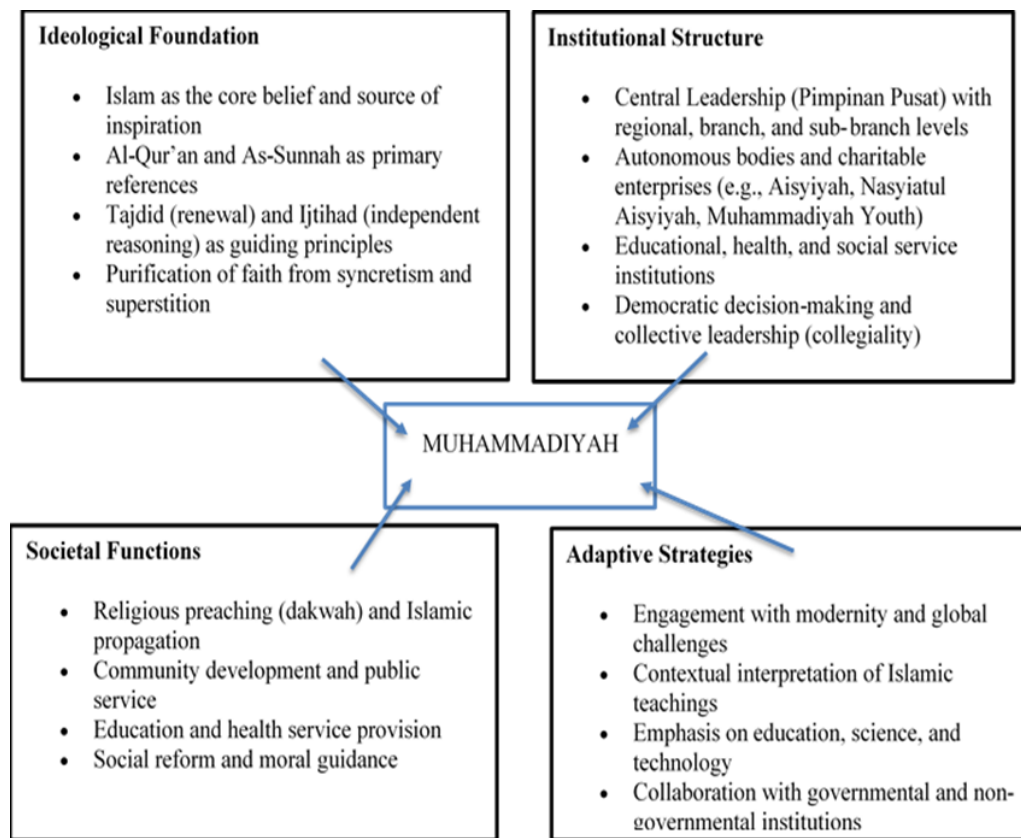 Ideological Foundation
• Islam as the core belief and source of
inspiration
• Al-Qur'an and As-Sunnah as primary
references
• Tajdid (renewal) and Ijtihad (independent
reasoning) as guiding principles
• Purification of faith from syncretism and
superstition
Institutional Structure
• Central Leadership (Pimpinan Pusat) with
regional, branch, and sub-branch levels
• Autonomous bodies and charitable
enterprises (e.g., Aisyiyah, Nasyiatul
Aisyiyah, Muhammadiyah Youth)
• Educational, health, and social service
institutions
• Democratic decision-making and
collective leadership (collegiality)
MUHAMMADIYAH
Societal Functions
• Religious preaching (dakwah) and Islamic
propagation
• Community development and public
service
• Education and health service provision
• Social reform and moral guidance
Adaptive Strategies
• Engagement with modernity and global
challenges
• Contextual interpretation of Islamic
teachings
• Emphasis on education, science, and
technology
• Collaboration with governmental and non-
governmental institutions